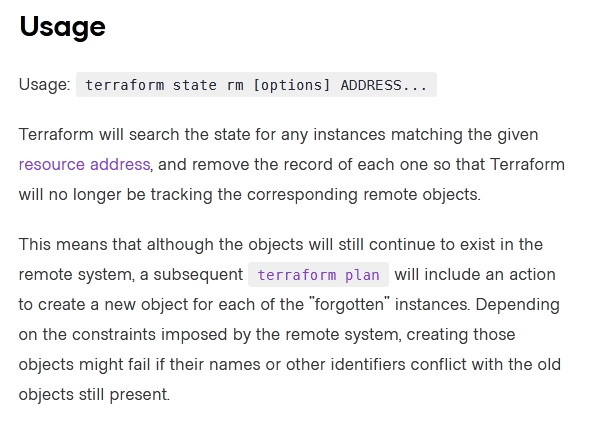 Usage
Usage: terraform state rm [options] ADDRESS...
Terraform will search the state for any instances matching the given
resource address, and remove the record of each one so that Terraform
will no longer be tracking the corresponding remote objects.
This means that although the objects will still continue to exist in the
remote system, a subsequent terraform plan will include an action
to create a new object for each of the "forgotten" instances. Depending
on the constraints imposed by the remote system, creating those
objects might fail if their names or other identifiers conflict with the old
objects still present.